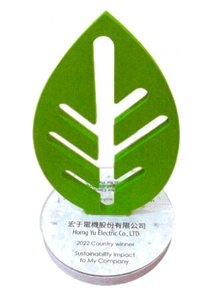 宏于電機股份有限公司
Horng Yu Electric Co., LTD
2022 Country winner
Sustainability Impact
to My Company